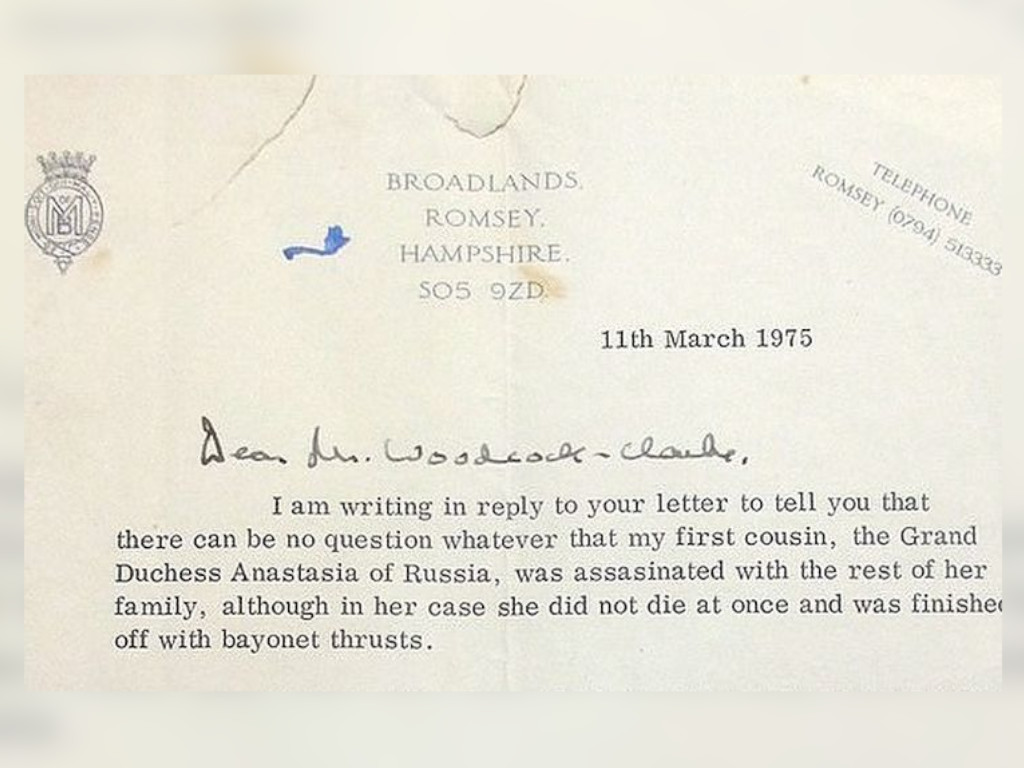 BROADLANDS,
ROMSEY.
HAMPSHIRE.
SO5 9ZD.
TELEPHONE
ROMSEY (0794) 513333
11th March 1975
Dear Mr. Woodcock-Clarke,
I am writing in reply to your letter to tell you that
there can be no question whatever that my first cousin, the Grand
Duchess Anastasia of Russia, was assasinated with the rest of her
family, although in her case she did not die at once and was finishe
off with bayonet thrusts.